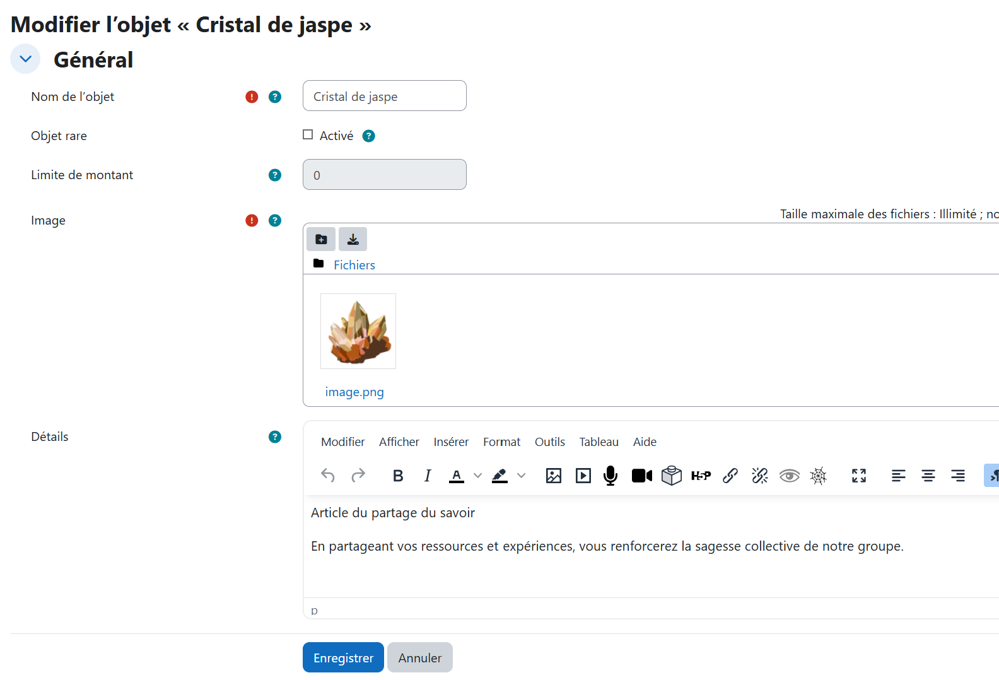 Modifier l’objet « Cristal de jaspe »
Général
Nom de l’objet
Cristal de jaspe
Objet rare
Activé
Limite de montant
0
Image
Taille maximale des fichiers : Illimité ; no
Fichiers
image.png
Détails
Modifier Afficher Insérer Format Outils Tableau Aide
B I A H5P
Article du partage du savoir
En partageant vos ressources et expériences, vous renforcerez la sagesse collective de notre groupe.
p
Enregistrer Annuler